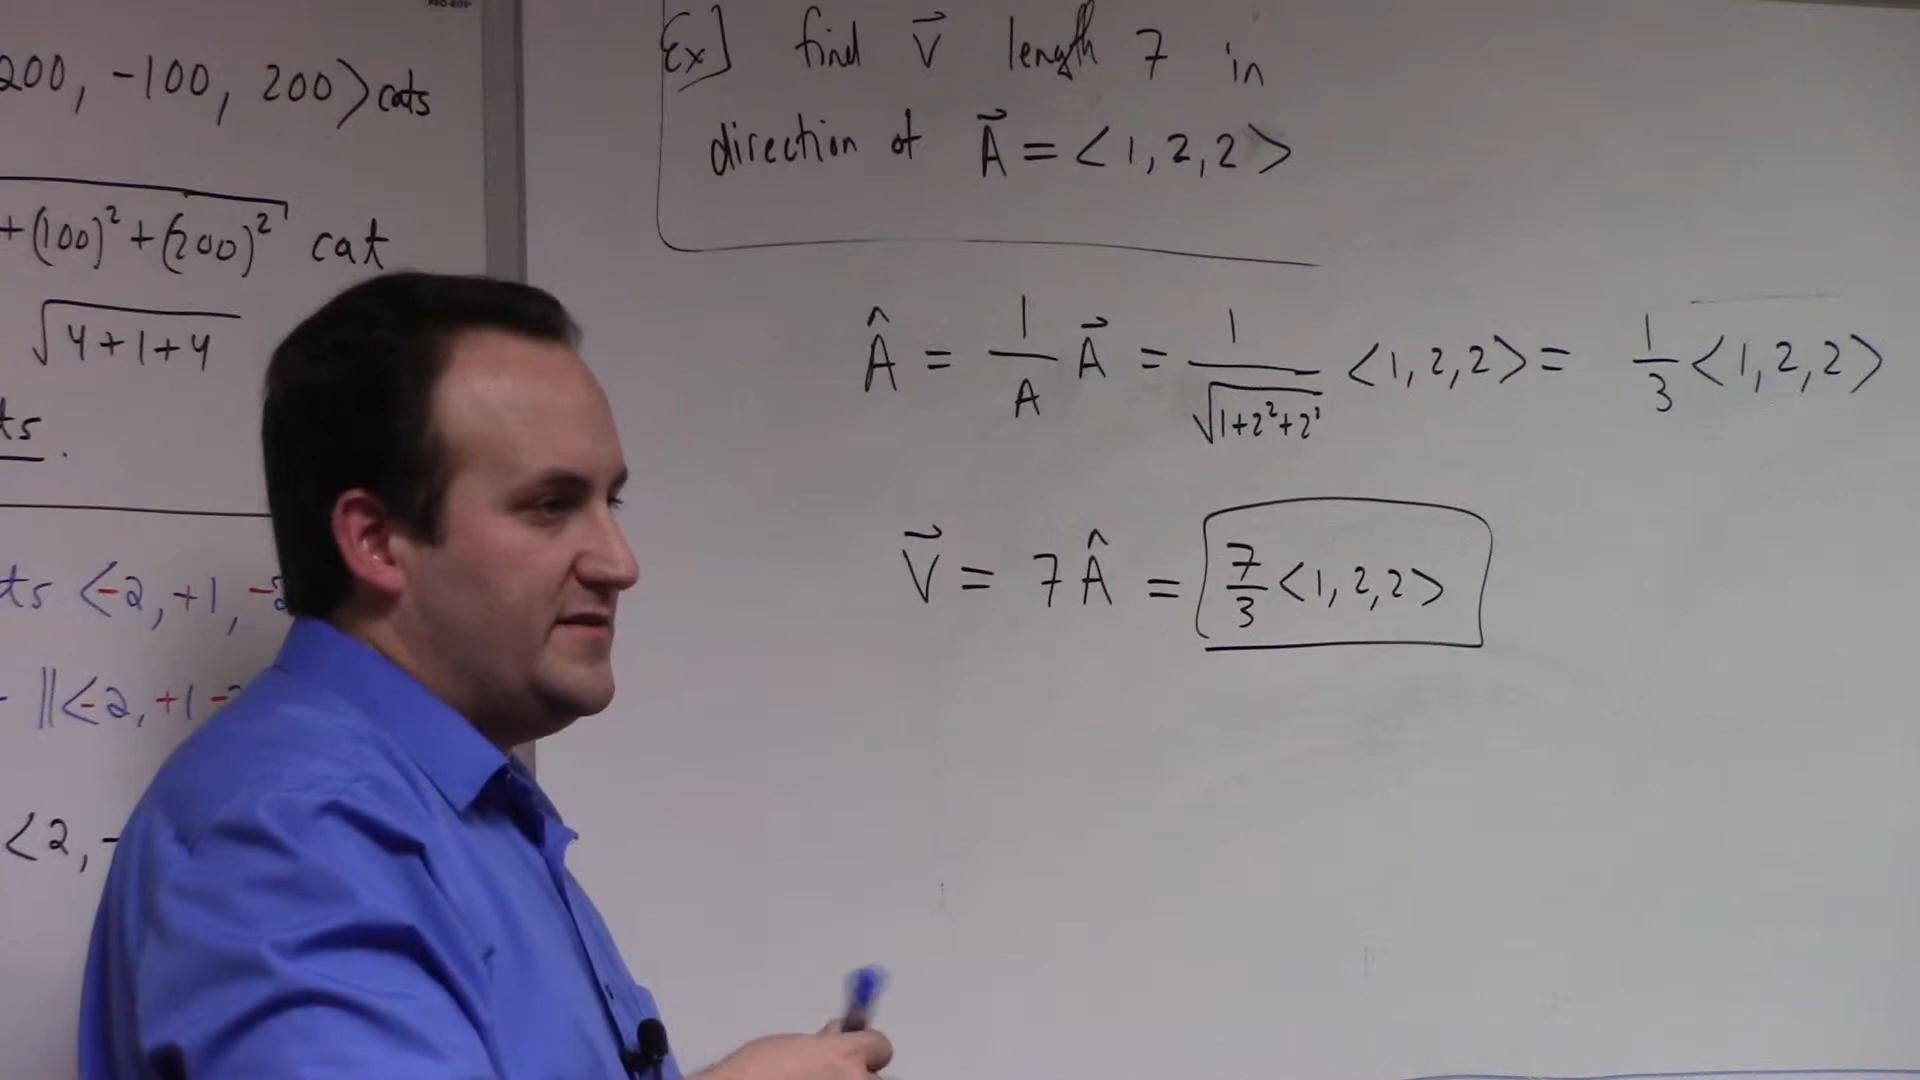 200, -100, 200⟩ cats
+(100)² + (200)² cat
√4+1+4
ts.
ts <-2, +1, -2
- ||<-2, +1 -2
<2, -
Ex] find V⃗ length 7 in
direction of A⃗ = <1, 2, 2>
Â = 1/A A⃗ = 1/√1+2²+2² <1, 2, 2> = 1/3 <1, 2, 2>
V⃗ = 7Â = 7/3 <1, 2, 2>